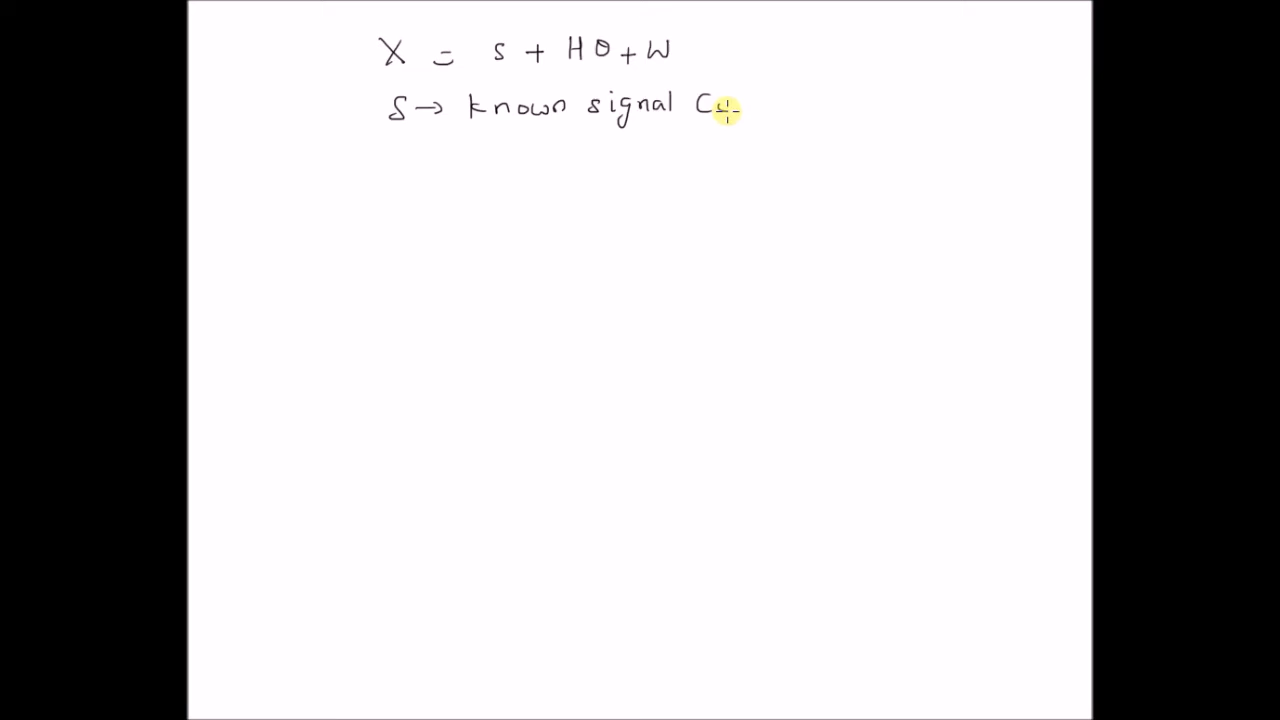 X = s + Hθ + W
S → known signal